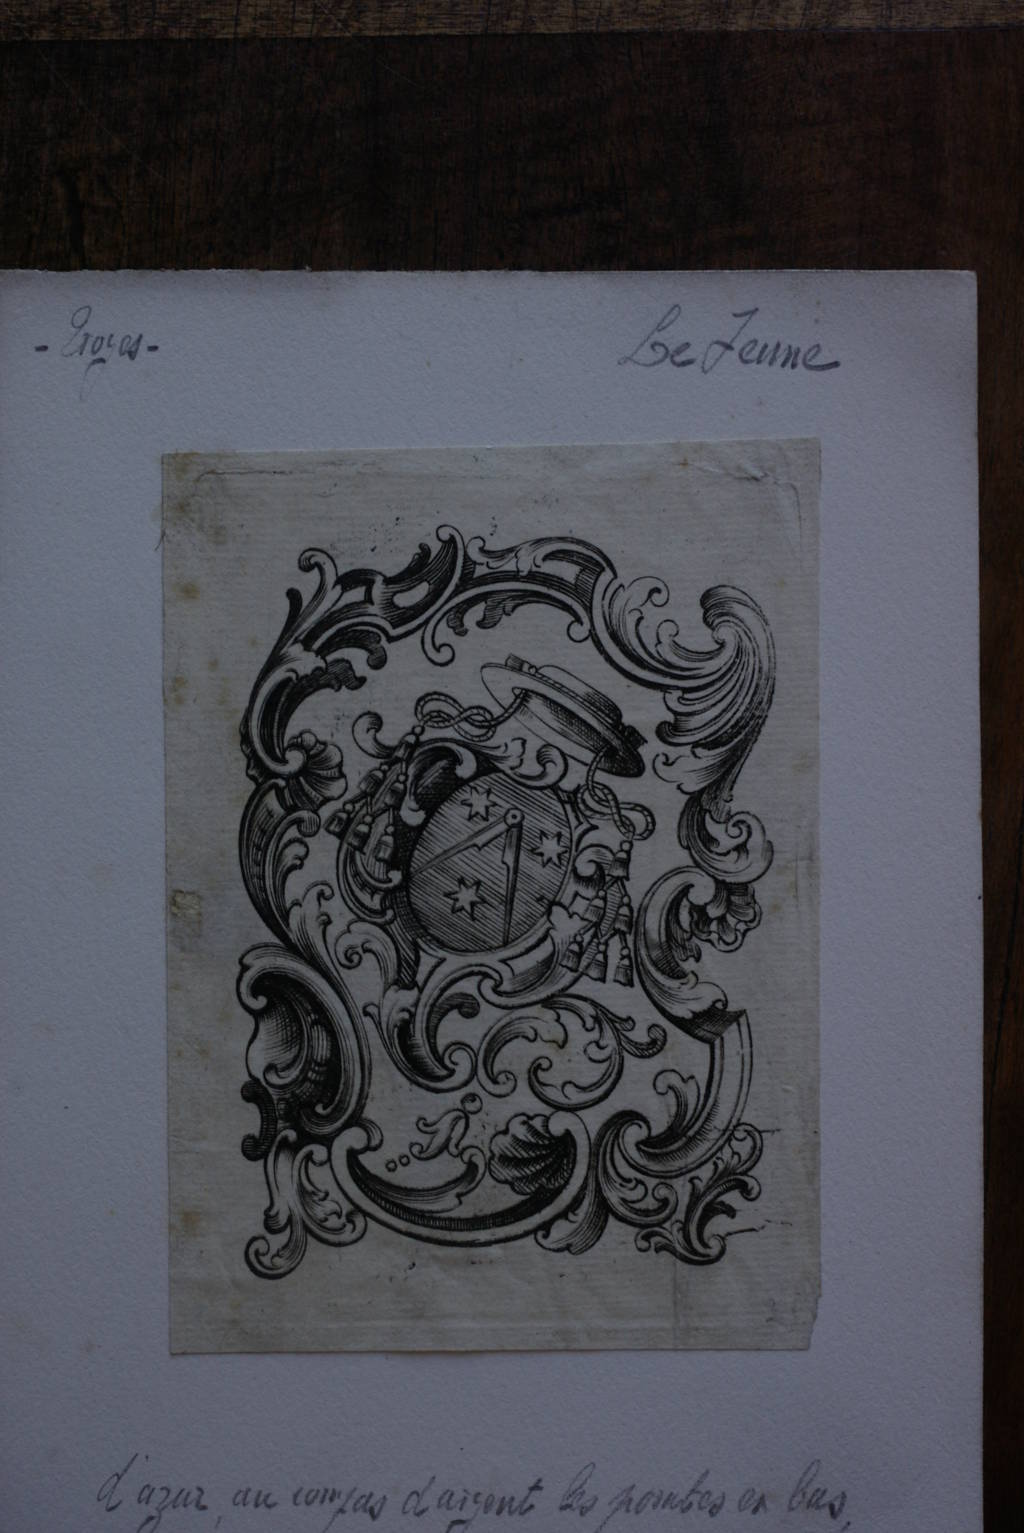 - Troyes -
Le Jeune
d'azur, au compas d'argent les pointes en bas,